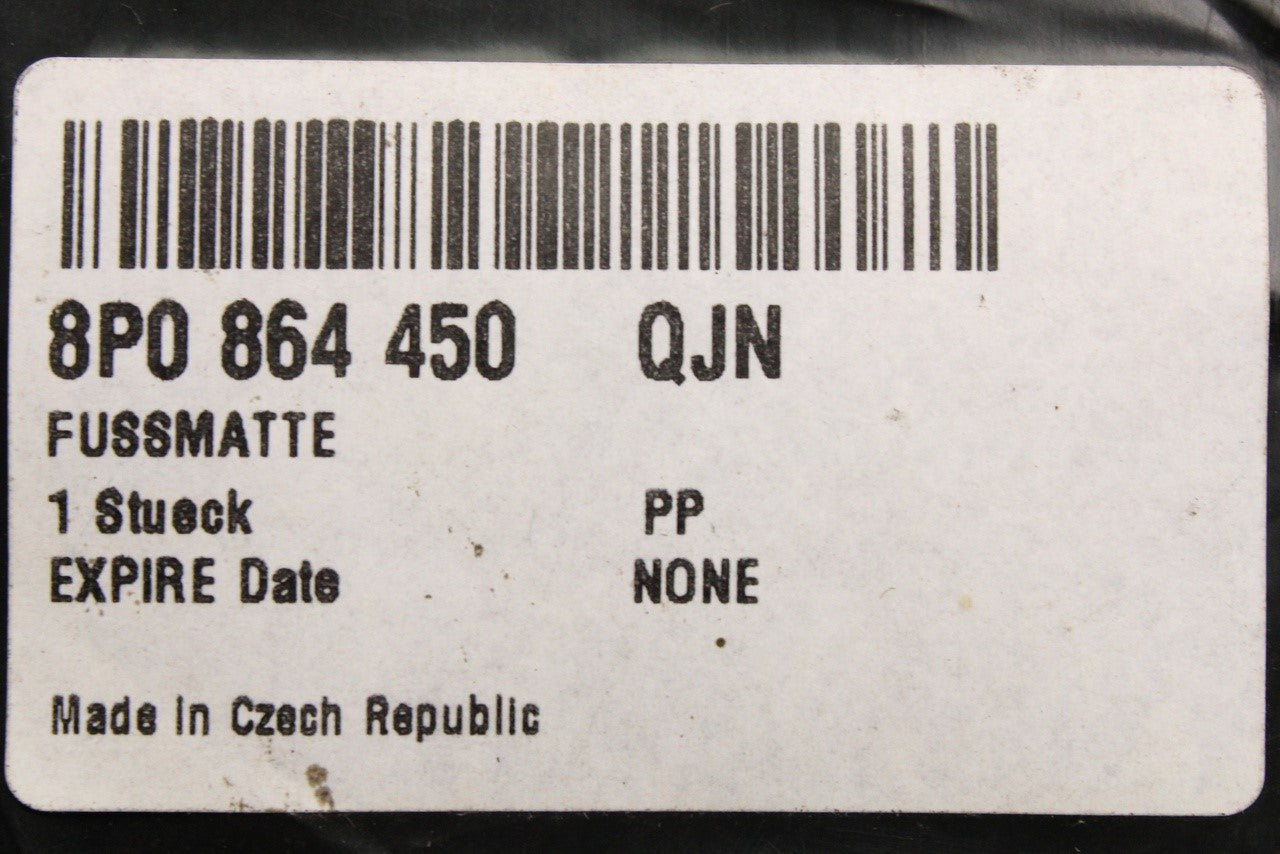 8P0 864 450 QJN
FUSSMATTE
1 Stueck PP
EXPIRE Date NONE
Made in Czech Republic